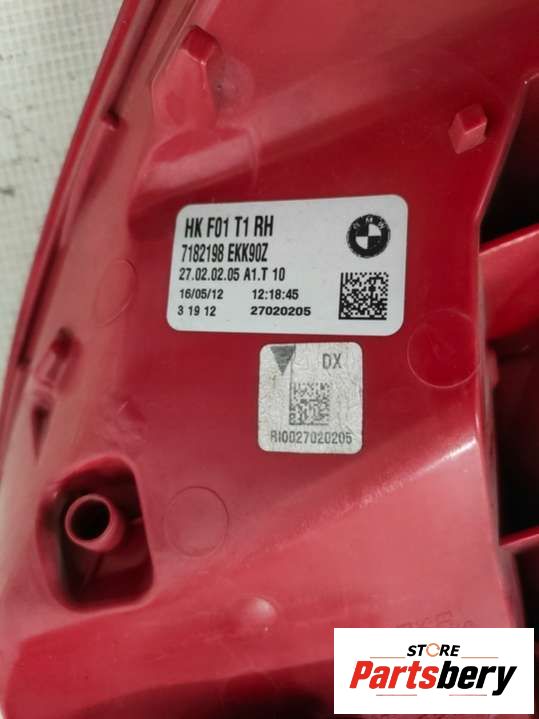 HK F01 T1 RH
7182198 EKK90Z
27.02.02.05 A1.T 10
16/05/12 12:18:45
3 19 12 27020205
BMW
DX
RI0027020205
STORE
Partsbery